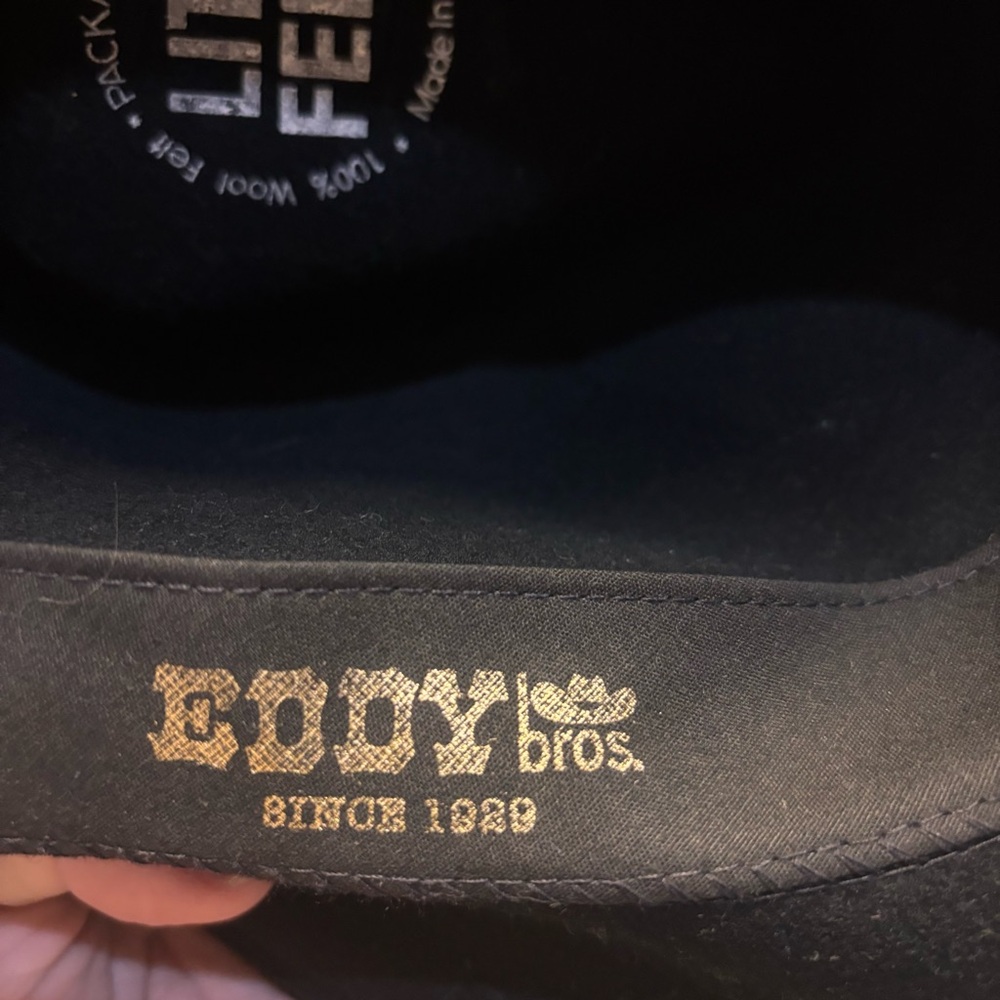 LIT
FEL
• PACKA
Made In
• 100% Wool Felt •
EDDY bros.
SINCE 1929